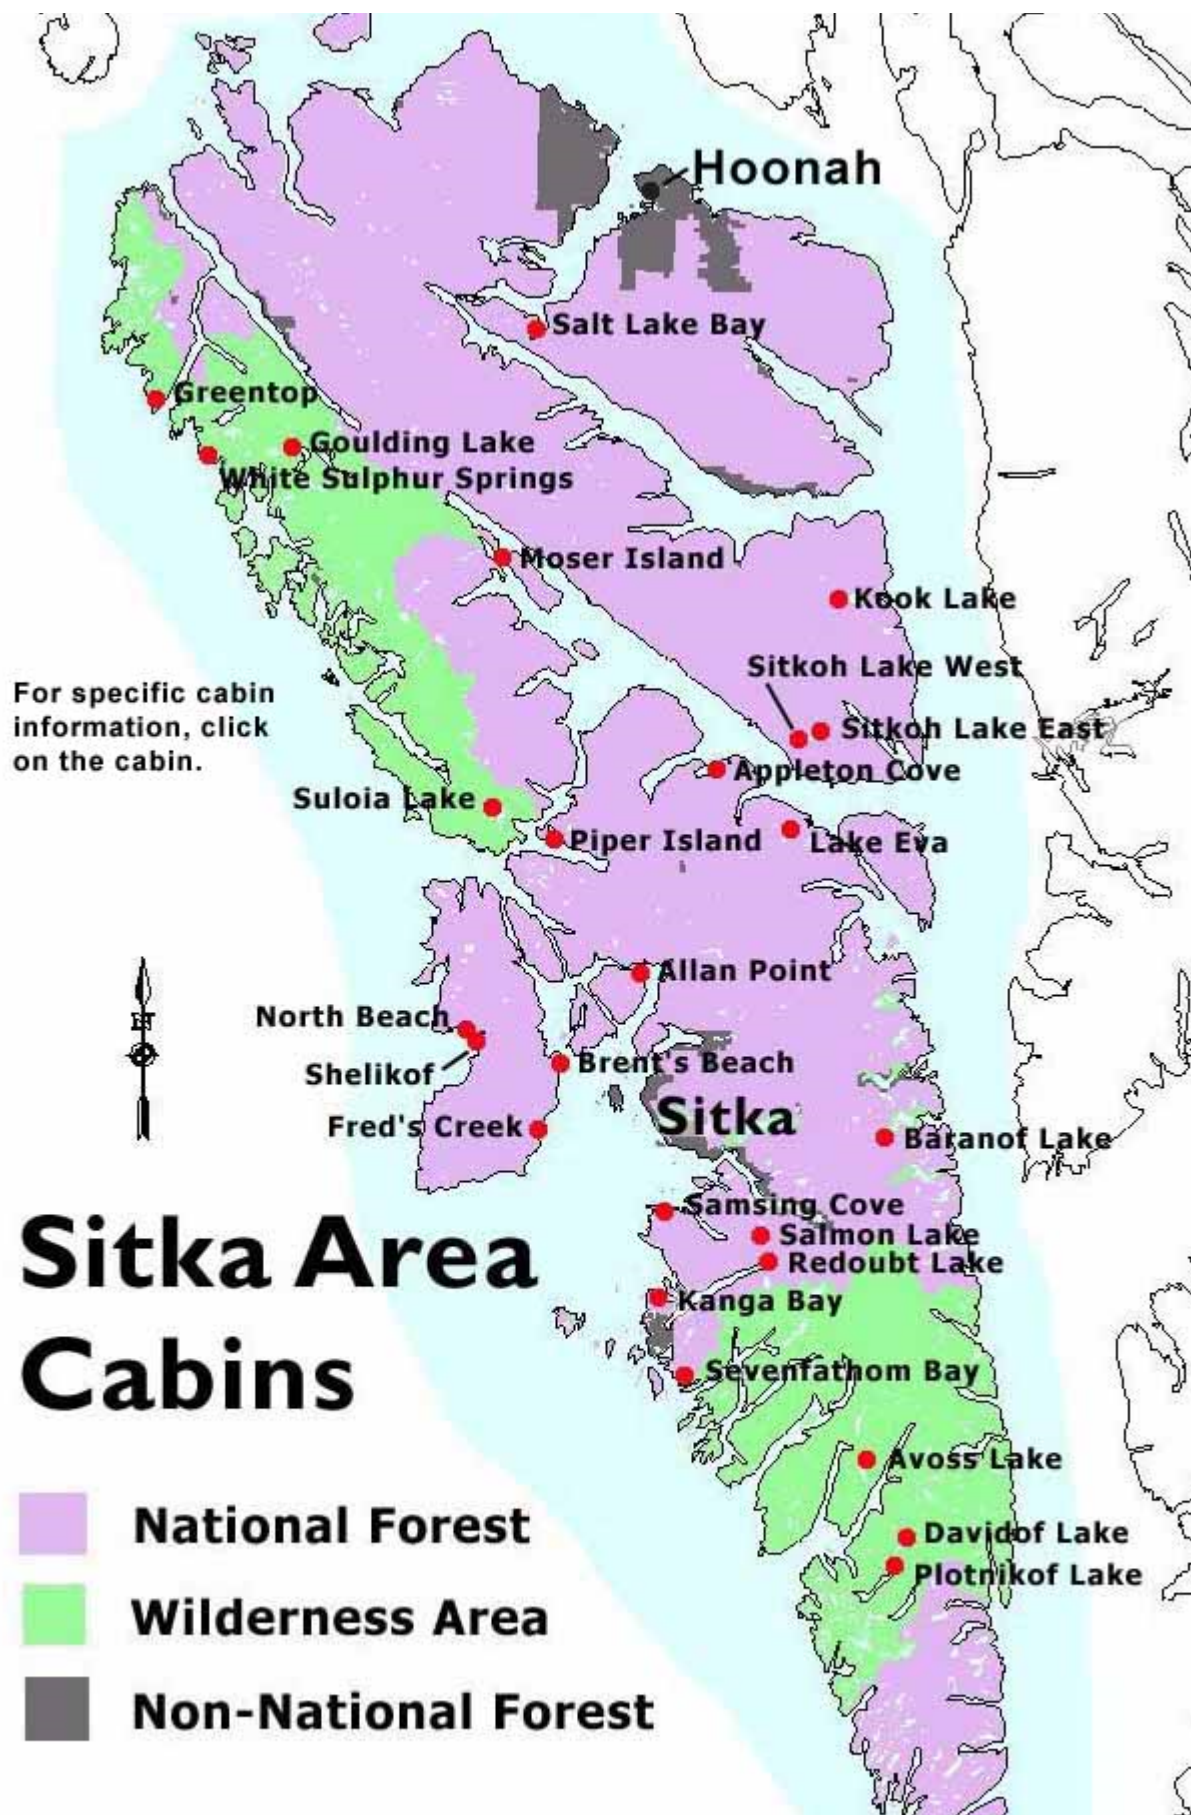 Hoonah
Salt Lake Bay
Greentop
Goulding Lake
White Sulphur Springs
Moser Island
Kook Lake
Sitkoh Lake West
For specific cabin
information, click
on the cabin.
Sitkoh Lake East
Appleton Cove
Suloia Lake
Piper Island
Lake Eva
Allan Point
North Beach
Shelikof
Brent's Beach
Sitka
Fred's Creek
Baranof Lake
Samsing Cove
Salmon Lake
Redoubt Lake
Kanga Bay
Sitka Area
Cabins
Sevenfathom Bay
Avoss Lake
Davidof Lake
Plotnikof Lake
National Forest
Wilderness Area
Non-National Forest